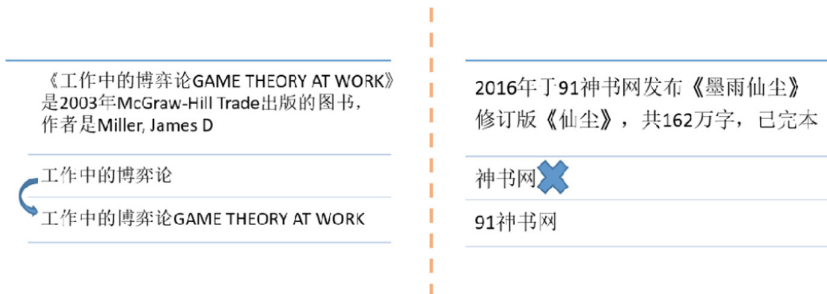 《工作中的博弈论GAME THEORY AT WORK》
是2003年McGraw-Hill Trade出版的图书，
作者是Miller, James D
工作中的博弈论
工作中的博弈论GAME THEORY AT WORK
2016年于91神书网发布《墨雨仙尘》
修订版《仙尘》，共162万字，已完本
神书网
91神书网